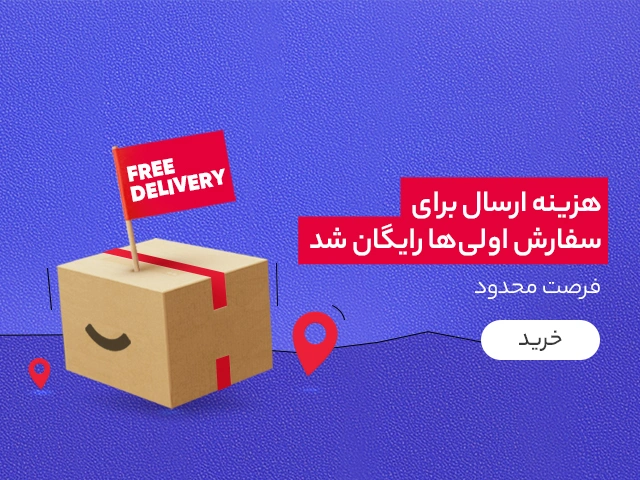 FREE
DELIVERY
هزینه ارسال برای
سفارش اولی‌ها رایگان شد
فرصت محدود
خرید